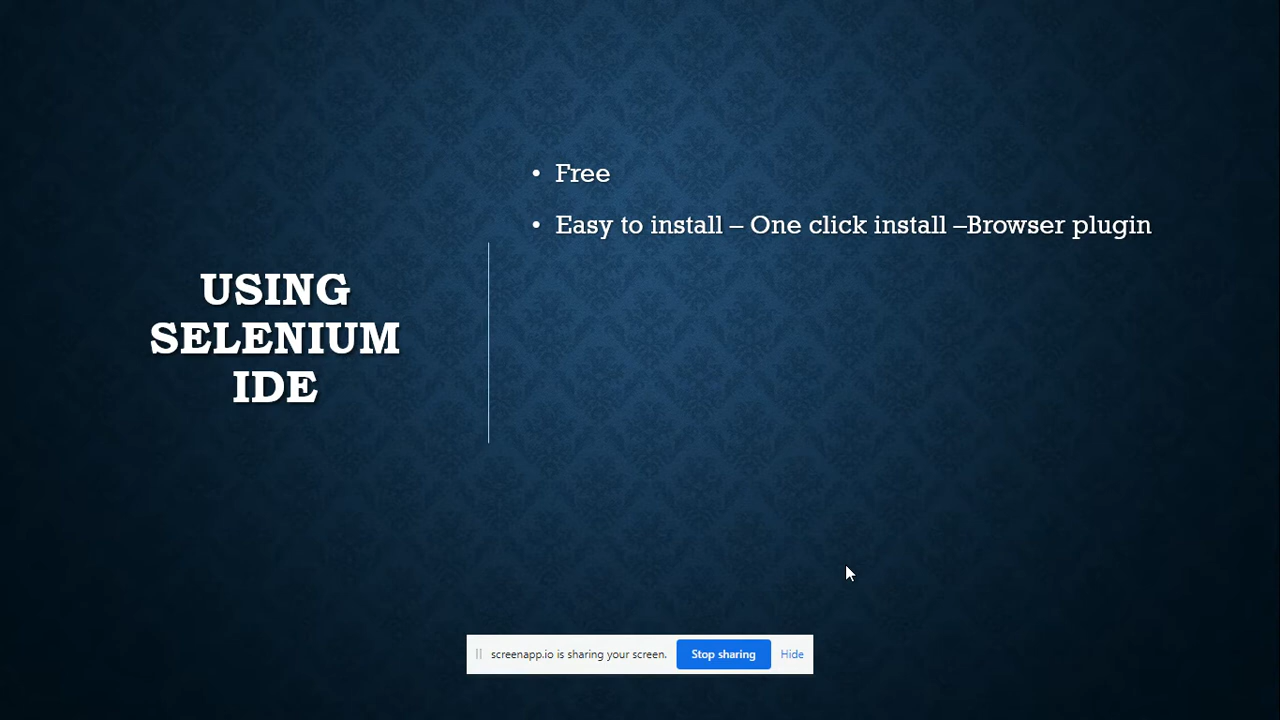 • Free
• Easy to install – One click install –Browser plugin
USING
SELENIUM
IDE
screenapp.io is sharing your screen. Stop sharing Hide